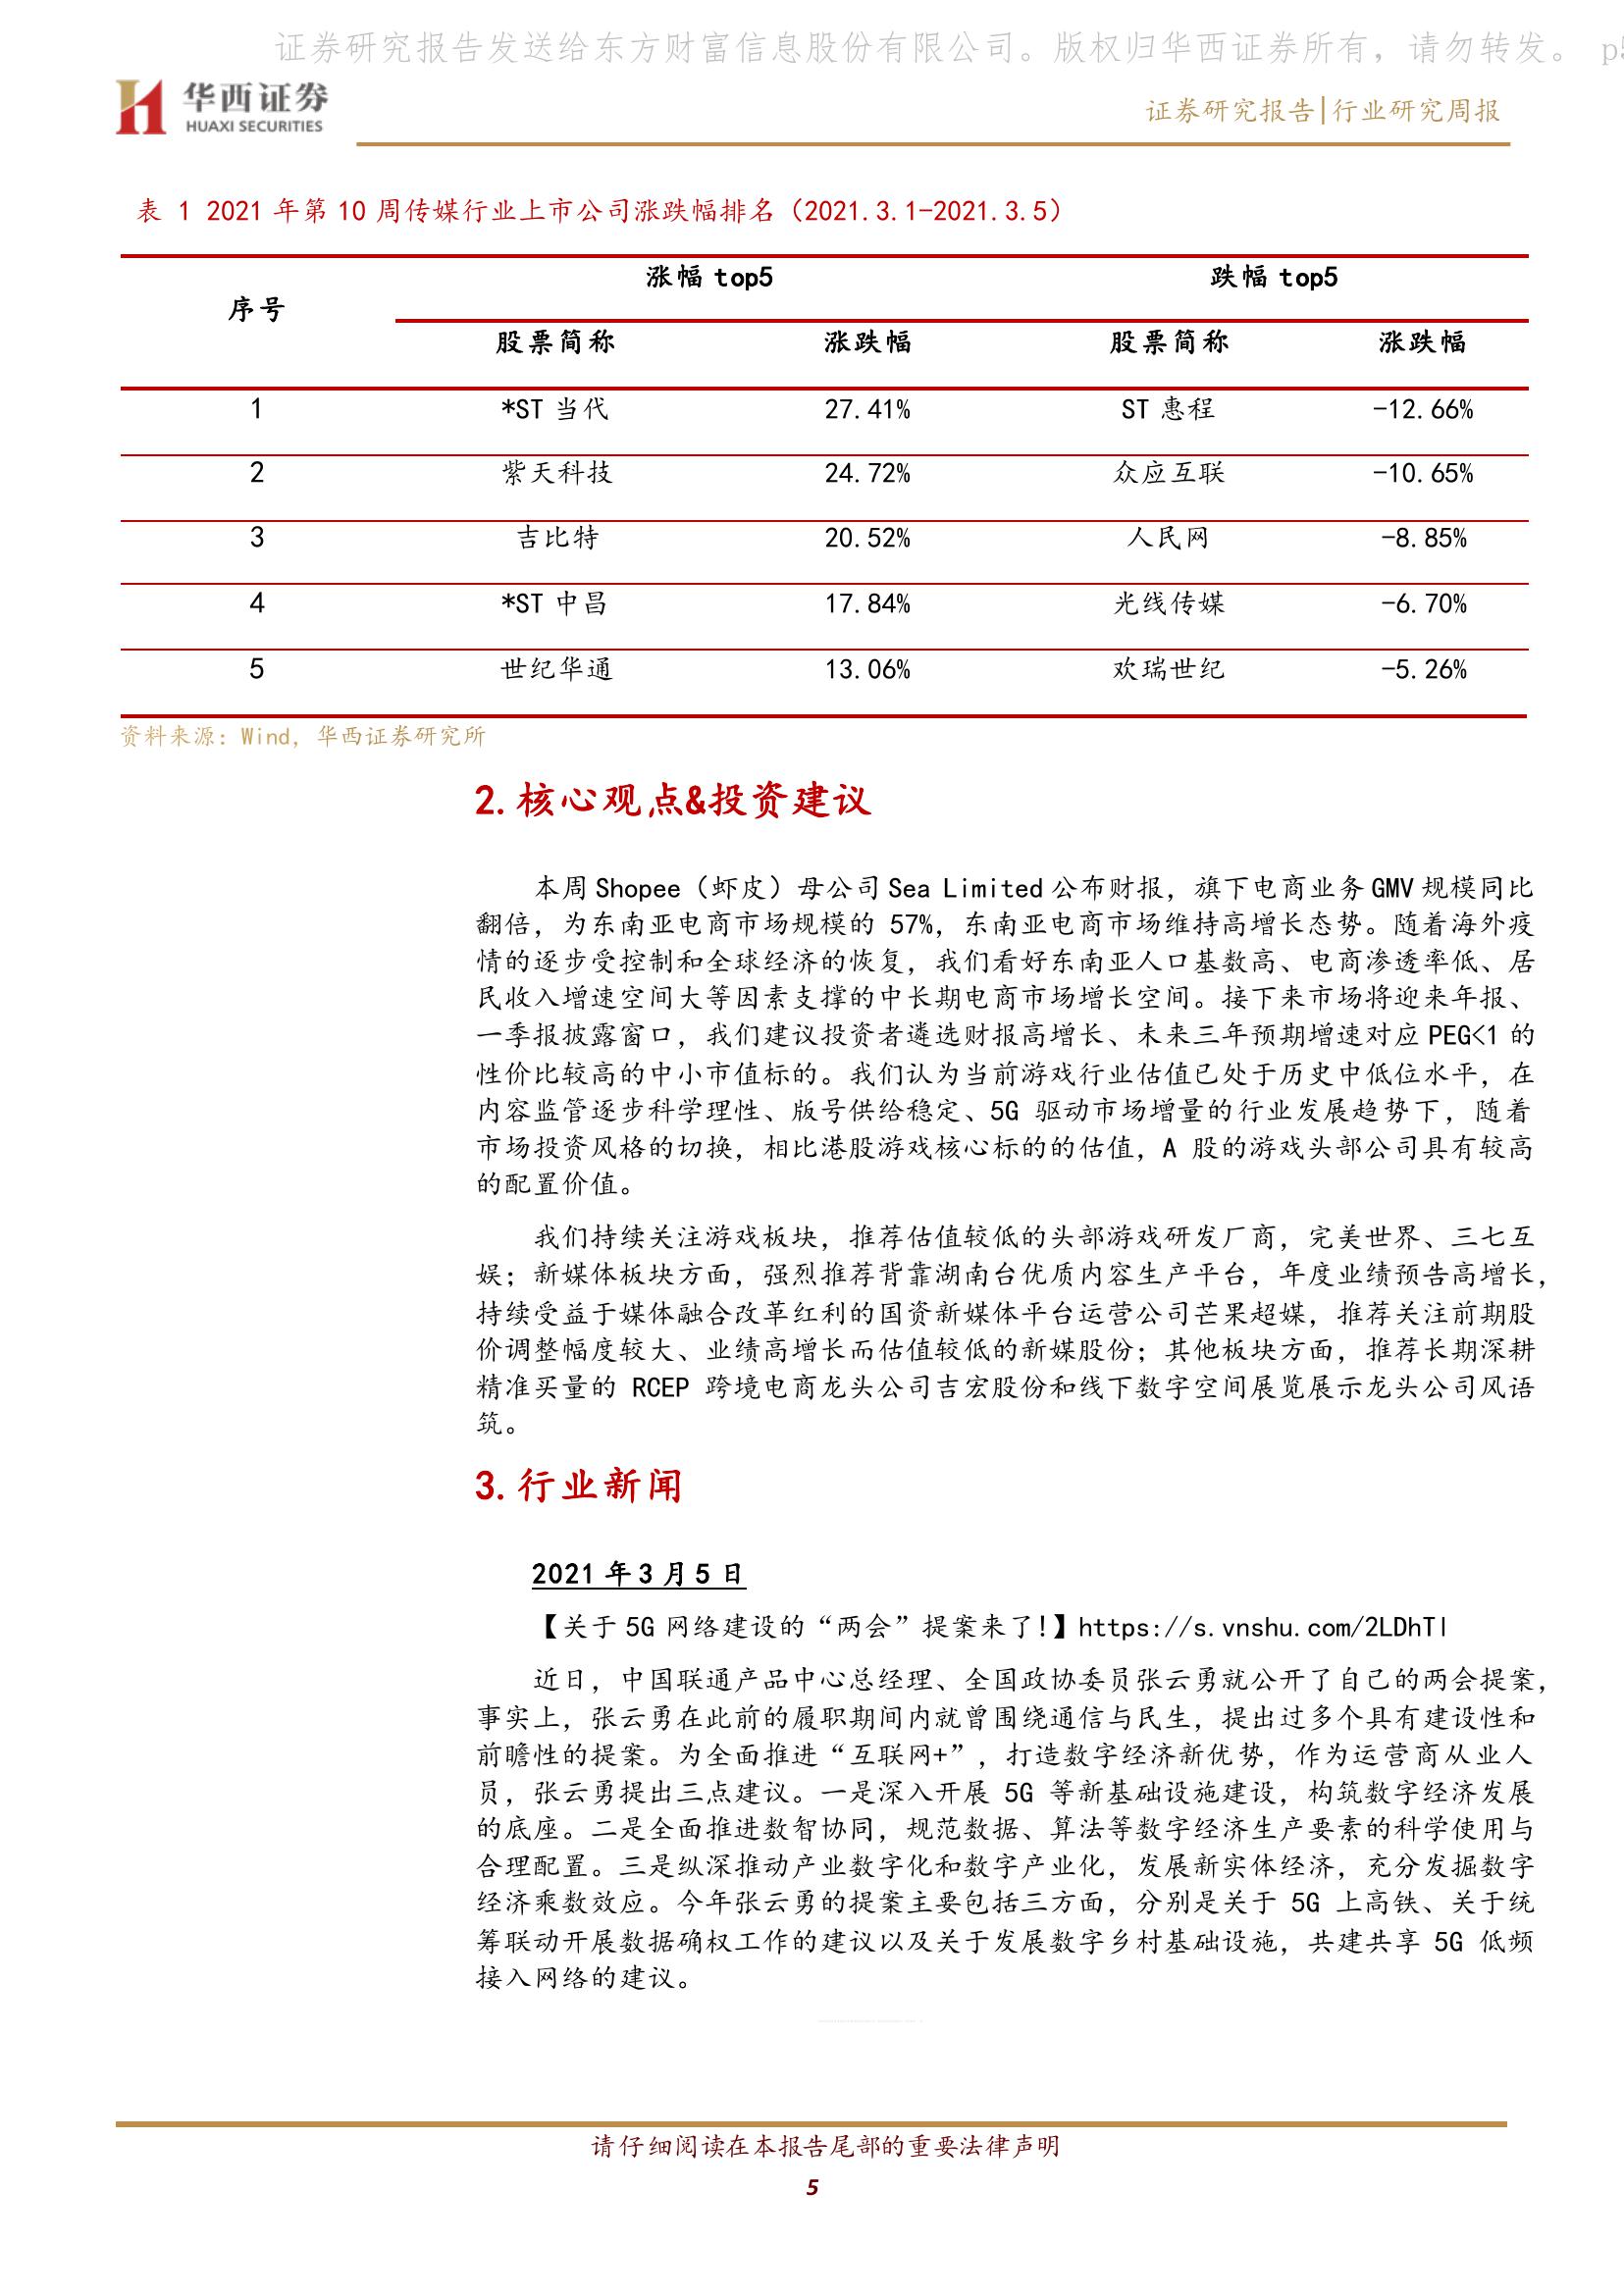 证券研究报告发送给东方财富信息股份有限公司。版权归华西证券所有，请勿转发。 p5
华西证券
HUAXI SECURITIES
证券研究报告|行业研究周报
表 1 2021 年第 10 周传媒行业上市公司涨跌幅排名（2021.3.1-2021.3.5）
序号 涨幅 top5 跌幅 top5
股票简称 涨跌幅 股票简称 涨跌幅
1 *ST 当代 27.41% ST 惠程 -12.66%
2 紫天科技 24.72% 众应互联 -10.65%
3 吉比特 20.52% 人民网 -8.85%
4 *ST 中昌 17.84% 光线传媒 -6.70%
5 世纪华通 13.06% 欢瑞世纪 -5.26%
资料来源：Wind，华西证券研究所
2.核心观点&投资建议
本周 Shopee（虾皮）母公司 Sea Limited 公布财报，旗下电商业务 GMV 规模同比
翻倍，为东南亚电商市场规模的 57%，东南亚电商市场维持高增长态势。随着海外疫
情的逐步受控制和全球经济的恢复，我们看好东南亚人口基数高、电商渗透率低、居
民收入增速空间大等因素支撑的中长期电商市场增长空间。接下来市场将迎来年报、
一季报披露窗口，我们建议投资者遴选财报高增长、未来三年预期增速对应 PEG<1 的
性价比较高的中小市值标的。我们认为当前游戏行业估值已处于历史中低位水平，在
内容监管逐步科学理性、版号供给稳定、5G 驱动市场增量的行业发展趋势下，随着
市场投资风格的切换，相比港股游戏核心标的的估值，A 股的游戏头部公司具有较高
的配置价值。
我们持续关注游戏板块，推荐估值较低的头部游戏研发厂商，完美世界、三七互
娱；新媒体板块方面，强烈推荐背靠湖南台优质内容生产平台，年度业绩预告高增长，
持续受益于媒体融合改革红利的国资新媒体平台运营公司芒果超媒，推荐关注前期股
价调整幅度较大、业绩高增长而估值较低的新媒股份；其他板块方面，推荐长期深耕
精准买量的 RCEP 跨境电商龙头公司吉宏股份和线下数字空间展览展示龙头公司风语
筑。
3.行业新闻
2021 年 3 月 5 日
【关于 5G 网络建设的“两会”提案来了!】https://s.vnshu.com/2LDhTl
近日，中国联通产品中心总经理、全国政协委员张云勇就公开了自己的两会提案，
事实上，张云勇在此前的履职期间内就曾围绕通信与民生，提出过多个具有建设性和
前瞻性的提案。为全面推进“互联网+”，打造数字经济新优势，作为运营商从业人
员，张云勇提出三点建议。一是深入开展 5G 等新基础设施建设，构筑数字经济发展
的底座。二是全面推进数智协同，规范数据、算法等数字经济生产要素的科学使用与
合理配置。三是纵深推动产业数字化和数字产业化，发展新实体经济，充分发掘数字
经济乘数效应。今年张云勇的提案主要包括三方面，分别是关于 5G 上高铁、关于统
筹联动开展数据确权工作的建议以及关于发展数字乡村基础设施，共建共享 5G 低频
接入网络的建议。
请仔细阅读在本报告尾部的重要法律声明
5